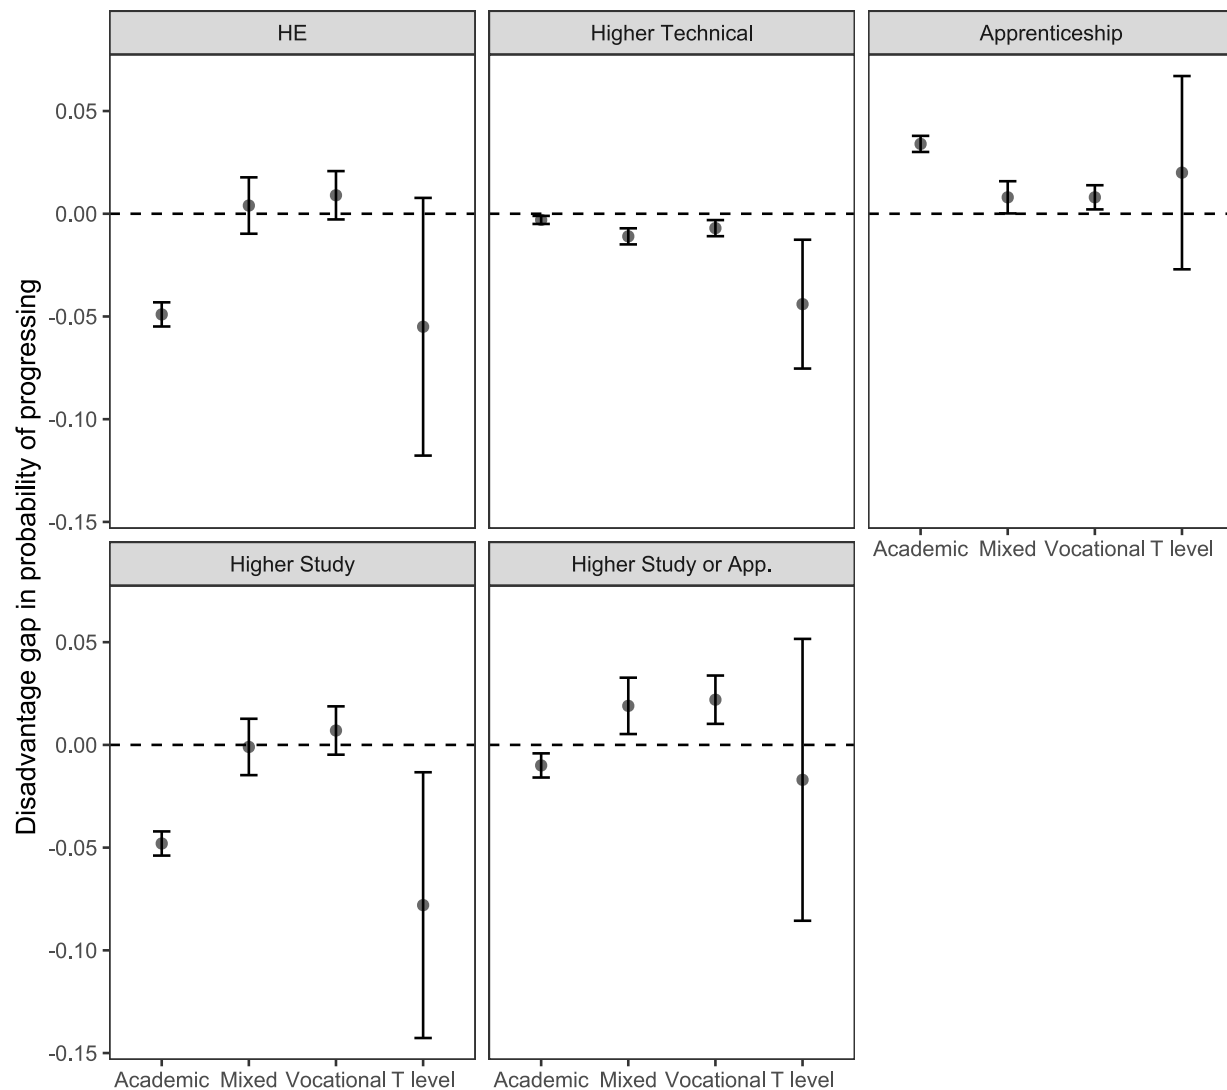 HE
Higher Technical
Apprenticeship
0.05
0.00
-0.05
-0.10
-0.15
Academic Mixed Vocational T level
Higher Study
Higher Study or App.
0.05
0.00
-0.05
-0.10
-0.15
Academic Mixed Vocational T level
Academic Mixed Vocational T level
Disadvantage gap in probability of progressing